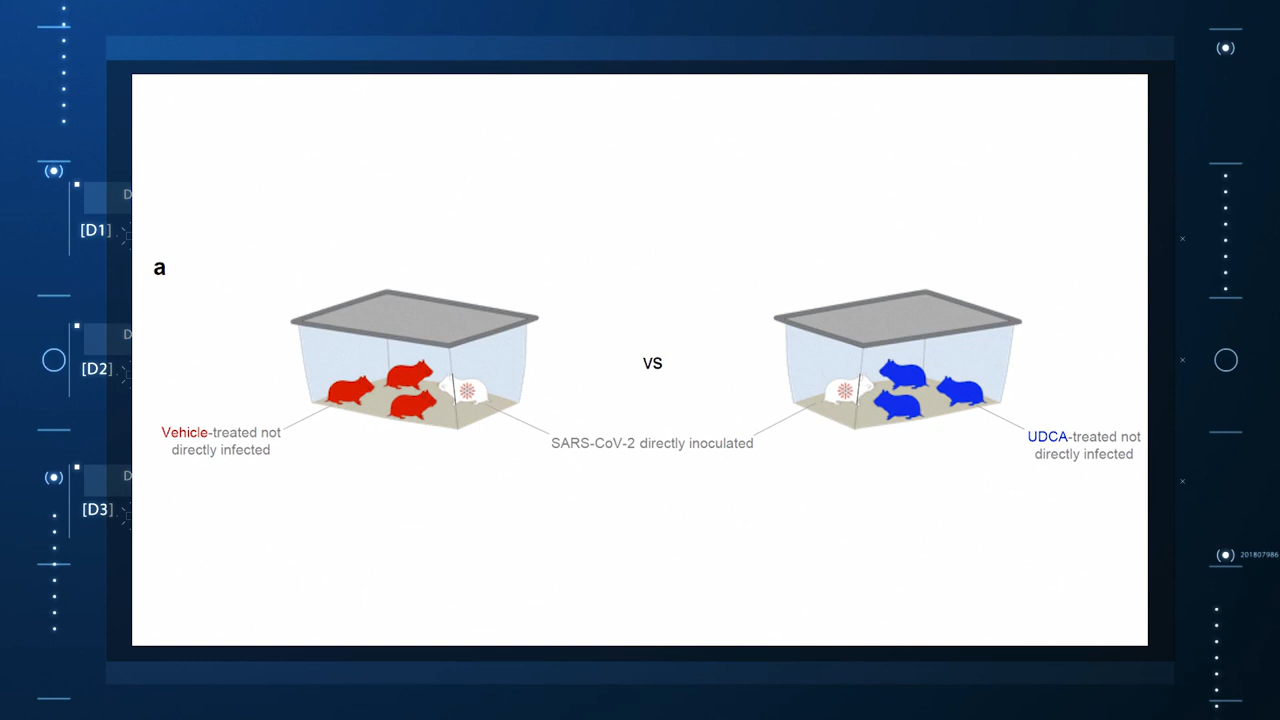 D
[D1]
D
[D2]
D
[D3]
a
VS
Vehicle-treated not
directly infected
SARS-CoV-2 directly inoculated
UDCA-treated not
directly infected
201807986